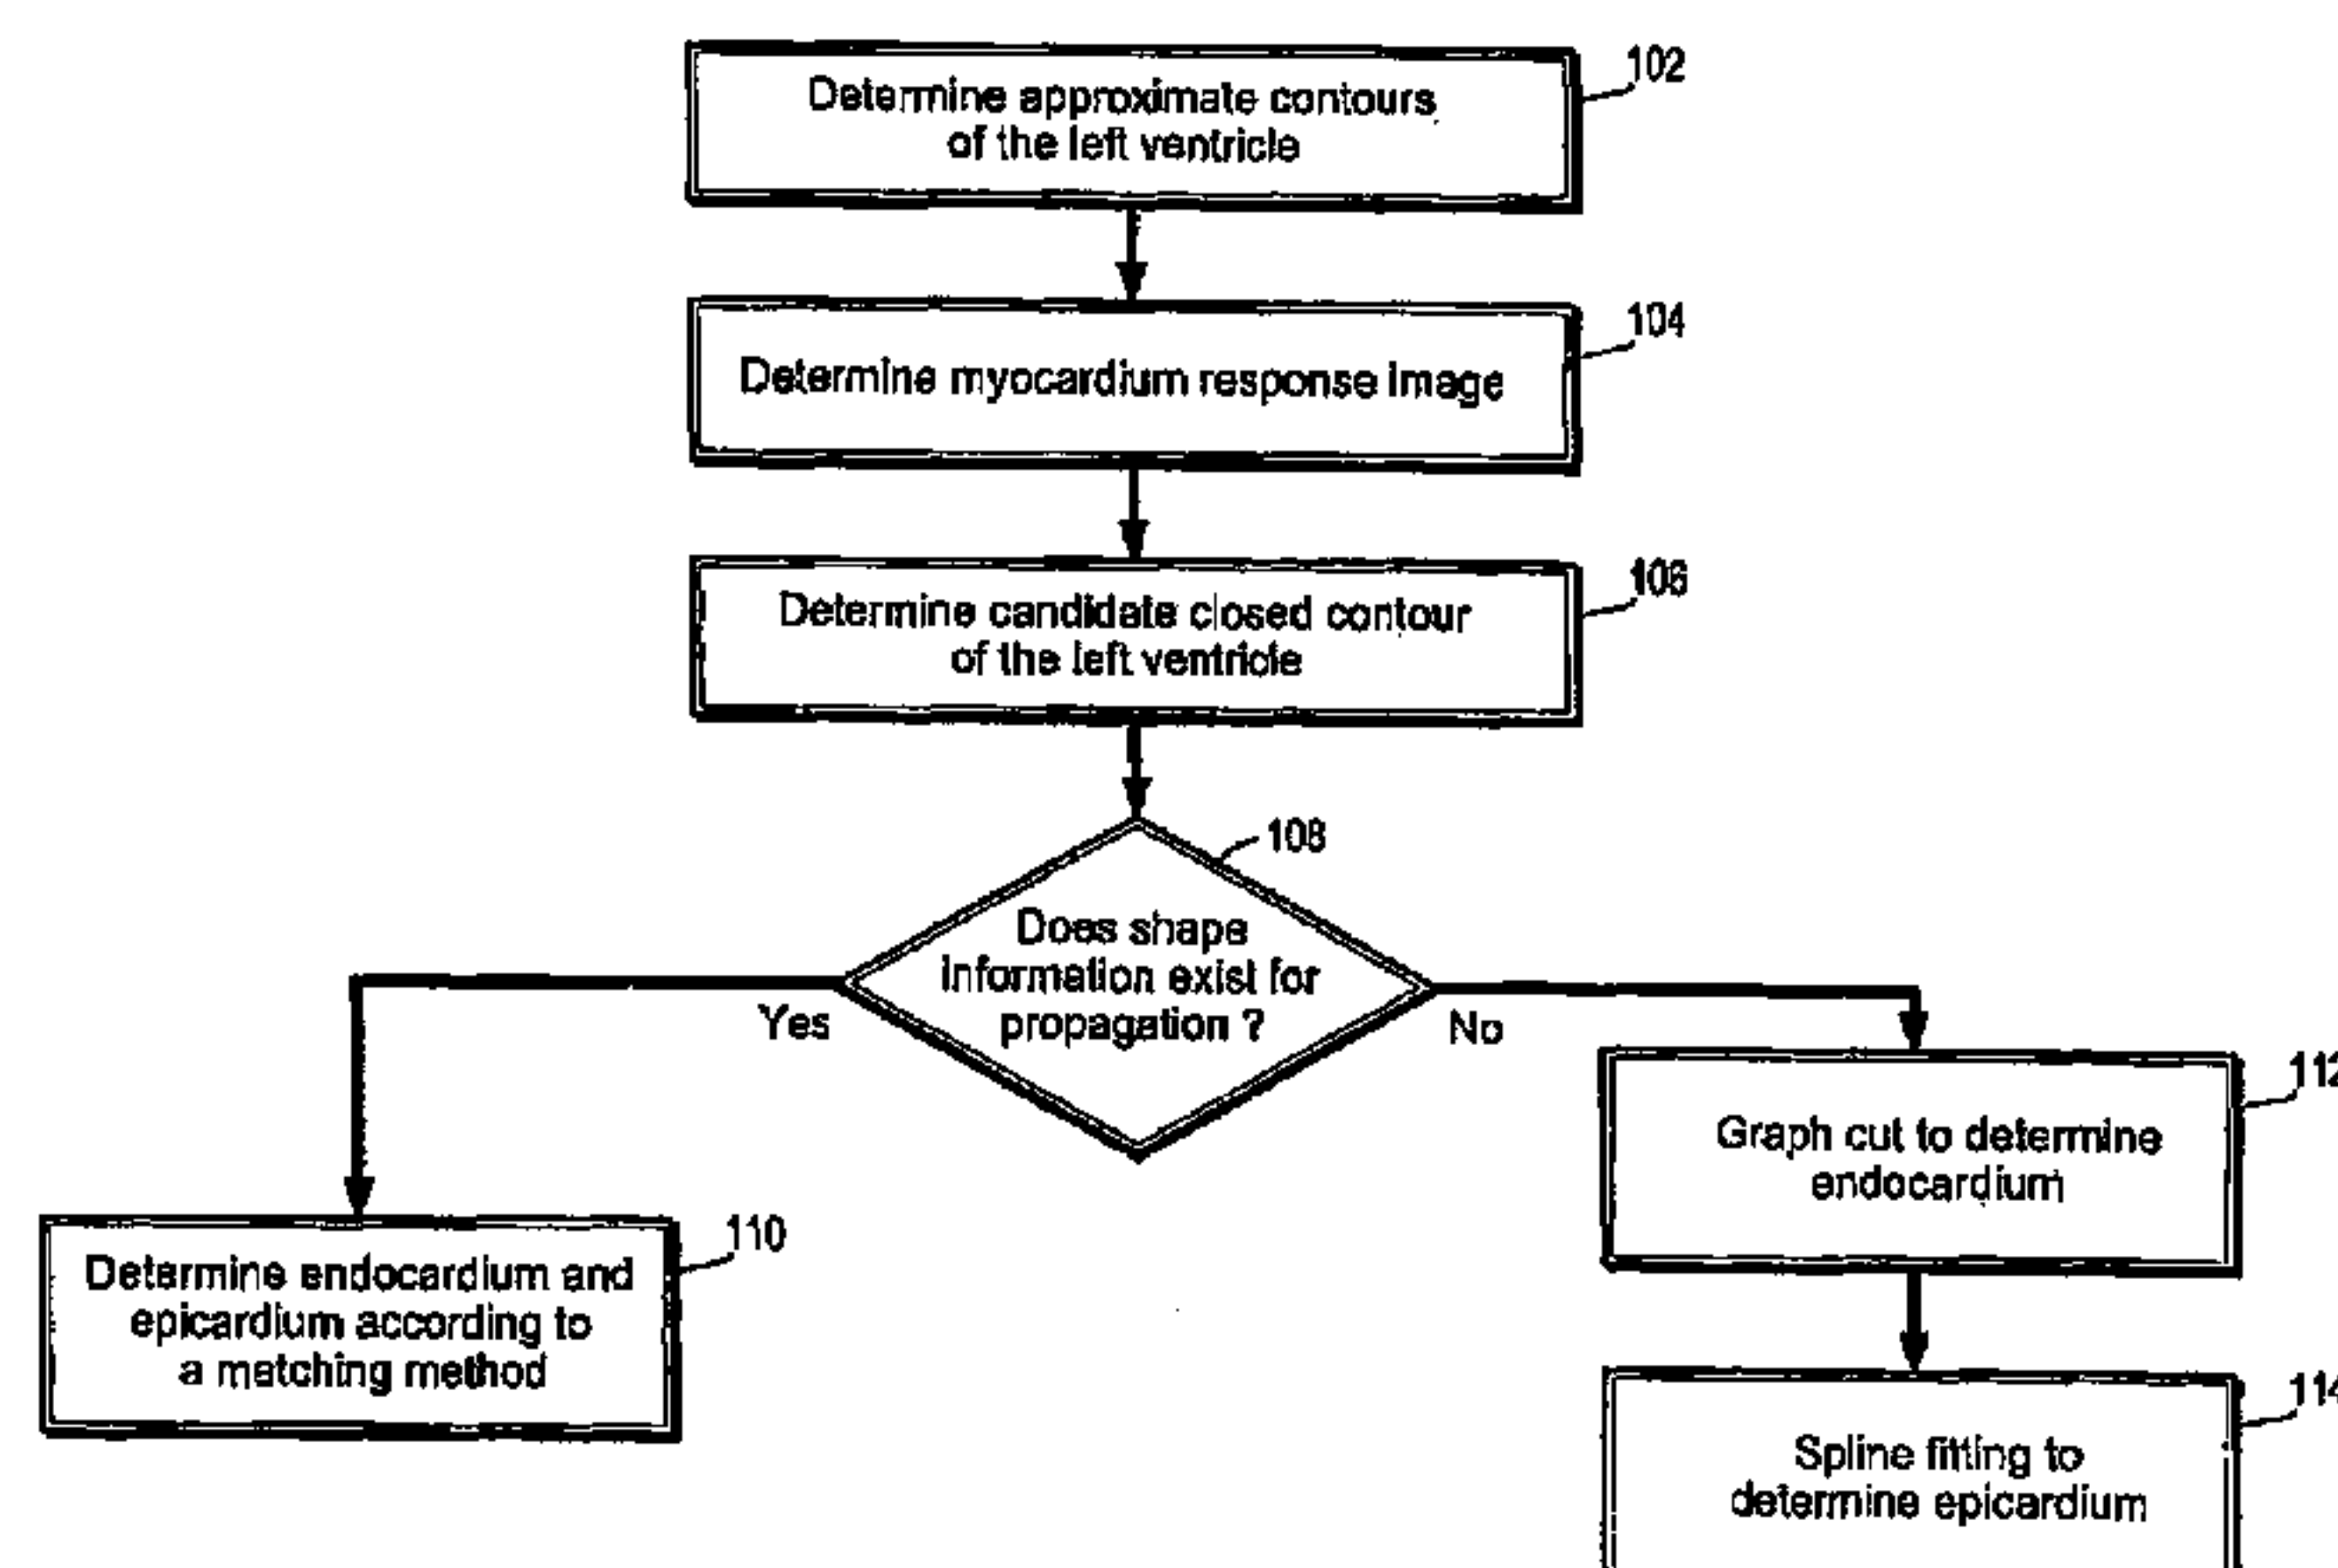 102
Determine approximate contours
of the left ventricle
104
Determine myocardium response image
106
Determine candidate closed contour
of the left ventricle
108
Does shape
information exist for
propagation ?
Yes
No
112
Graph cut to determine
endocardium
110
Determine endocardium and
epicardium according to
a matching method
114
Spline fitting to
determine epicardium